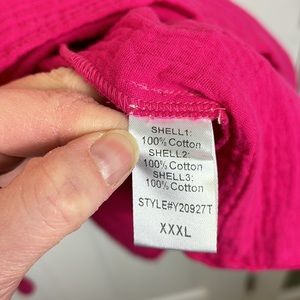 SHELL1:
100% Cotton
SHELL2:
100% Cotton
SHELL3:
100% Cotton
STYLE#Y20927T
XXXL